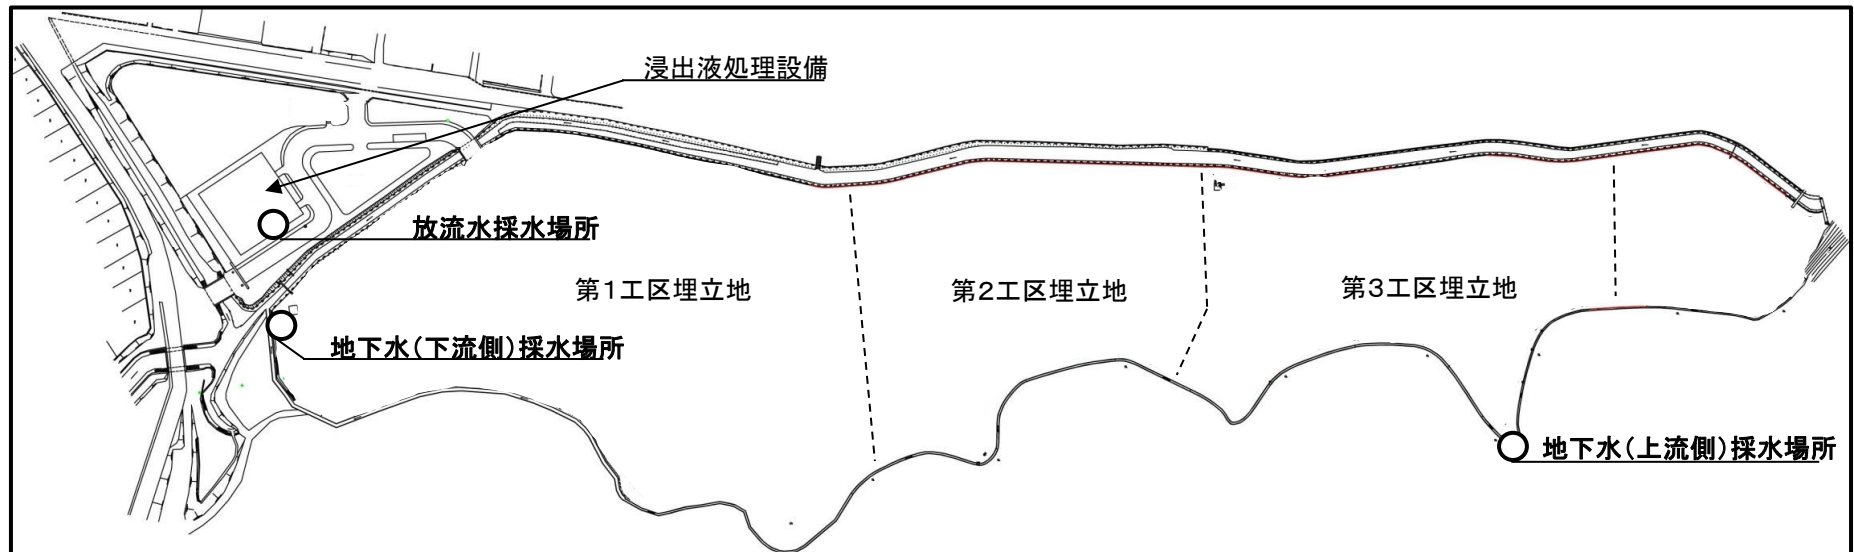 浸出液処理設備
放流水採水場所
第1工区埋立地
第2工区埋立地
第3工区埋立地
地下水(下流側)採水場所
地下水(上流側)採水場所